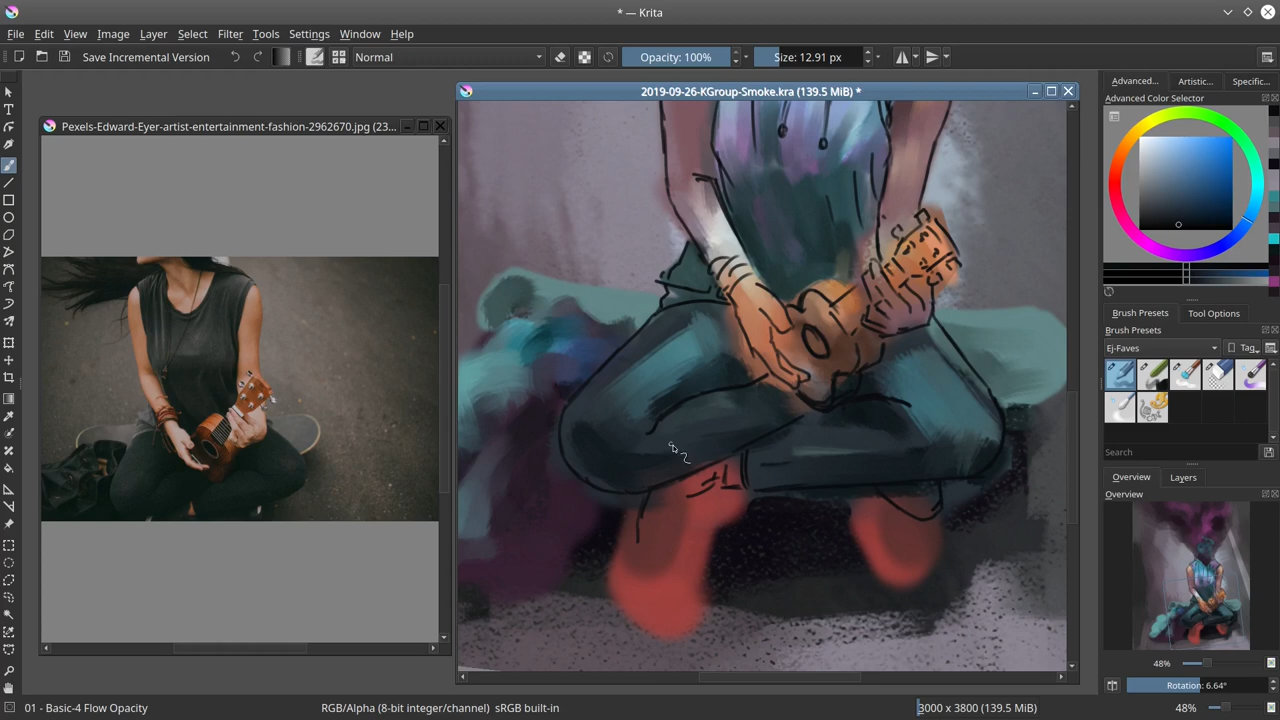 * — Krita
File Edit View Image Layer Select Filter Tools Settings Window Help
Save Incremental Version Normal Opacity: 100% Size: 12.91 px
Pexels-Edward-Eyer-artist-entertainment-fashion-2962670.jpg (23...
2019-09-26-KGroup-Smoke.kra (139.5 MiB) *
Advanced... Artistic... Specific...
Advanced Color Selector
Brush Presets Tool Options
Brush Presets
Ej-Faves Tag
Search
Overview Layers
Overview
48%
Rotation: 6.64°
01 - Basic-4 Flow Opacity RGB/Alpha (8-bit integer/channel) sRGB built-in 3000 x 3800 (139.5 MiB) 48%